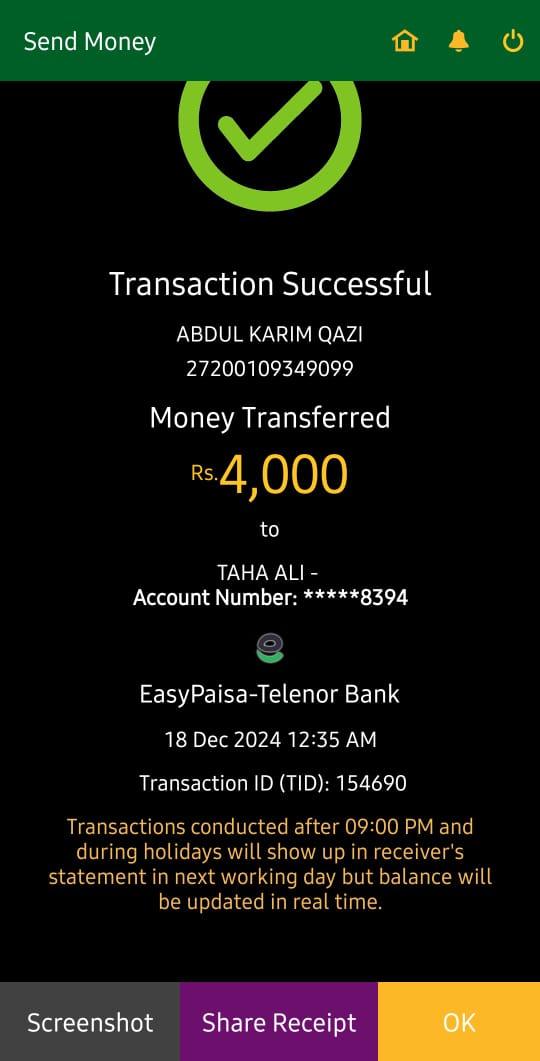 Send Money
Transaction Successful
ABDUL KARIM QAZI
27200109349099
Money Transferred
Rs.4,000
to
TAHA ALI -
Account Number: *****8394
EasyPaisa-Telenor Bank
18 Dec 2024 12:35 AM
Transaction ID (TID): 154690
Transactions conducted after 09:00 PM and
during holidays will show up in receiver's
statement in next working day but balance will
be updated in real time.
Screenshot
Share Receipt
OK